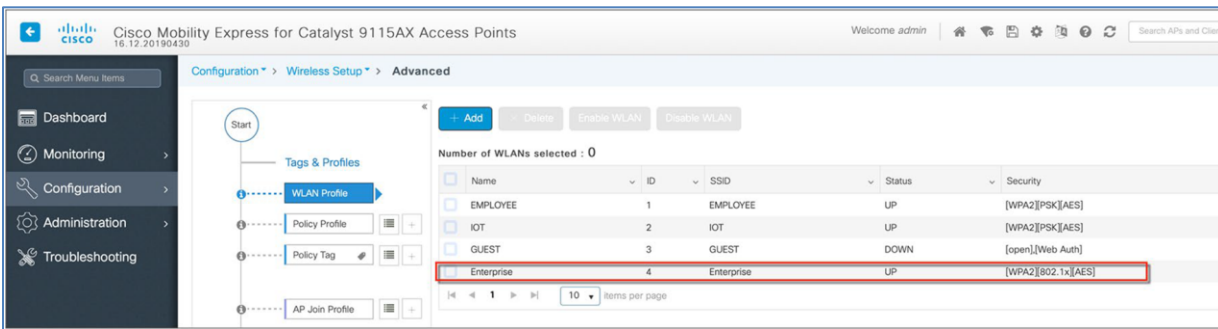 CISCO
Cisco Mobility Express for Catalyst 9115AX Access Points
16.12.20190430
Welcome admin
Search APs and Clie
Search Menu Items
Configuration > Wireless Setup > Advanced
Dashboard
Monitoring
Configuration
Administration
Troubleshooting
Start
Tags & Profiles
WLAN Profile
Policy Profile
Policy Tag
AP Join Profile
+ Add
Delete
Enable WLAN
Disable WLAN
Number of WLANs selected : 0
Name ID SSID Status Security
EMPLOYEE 1 EMPLOYEE UP [WPA2][PSK][AES]
IOT 2 IOT UP [WPA2][PSK][AES]
GUEST 3 GUEST DOWN [open],[Web Auth]
Enterprise 4 Enterprise UP [WPA2][802.1x][AES]
1 10 items per page